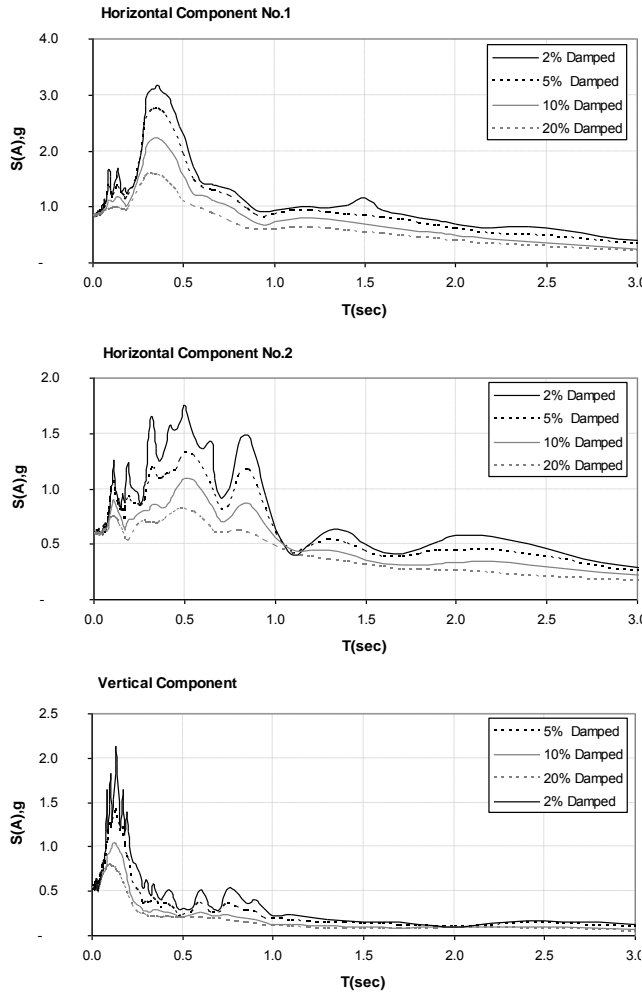 Horizontal Component No.1
4.0
3.0
2.0
1.0
-
S(A),g
2% Damped
5% Damped
10% Damped
20% Damped
0.0 0.5 1.0 1.5 2.0 2.5 3.0
T(sec)
Horizontal Component No.2
2.0
1.5
1.0
0.5
-
S(A),g
2% Damped
5% Damped
10% Damped
20% Damped
0.0 0.5 1.0 1.5 2.0 2.5 3.0
T(sec)
Vertical Component
2.5
2.0
1.5
1.0
0.5
-
S(A),g
5% Damped
10% Damped
20% Damped
2% Damped
0.0 0.5 1.0 1.5 2.0 2.5 3.0
T(sec)